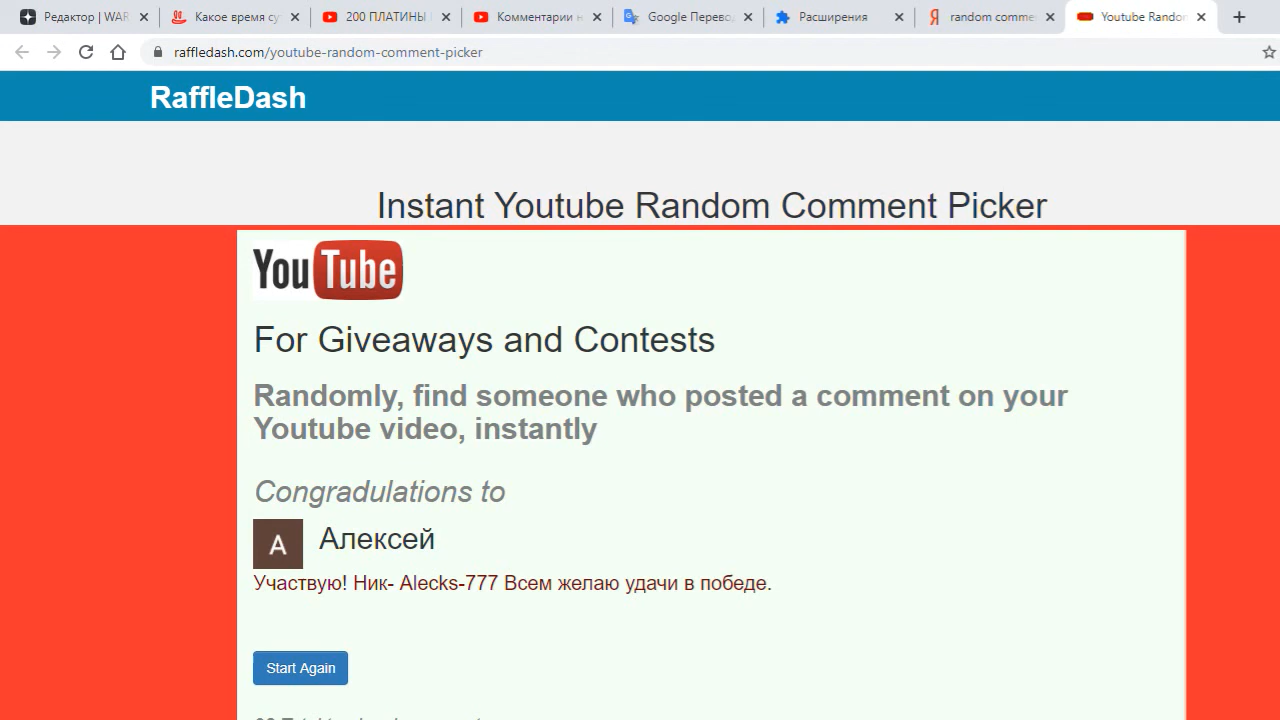 Редактор | WAR
Какое время су
200 ПЛАТИНЫ
Комментарии н
Google Перево
Расширения
random comme
Youtube Rando
raffledash.com/youtube-random-comment-picker
RaffleDash
Instant Youtube Random Comment Picker
YouTube
For Giveaways and Contests
Randomly, find someone who posted a comment on your
Youtube video, instantly
Congradulations to
A
Алексей
Участвую! Ник- Alecks-777 Всем желаю удачи в победе.
Start Again